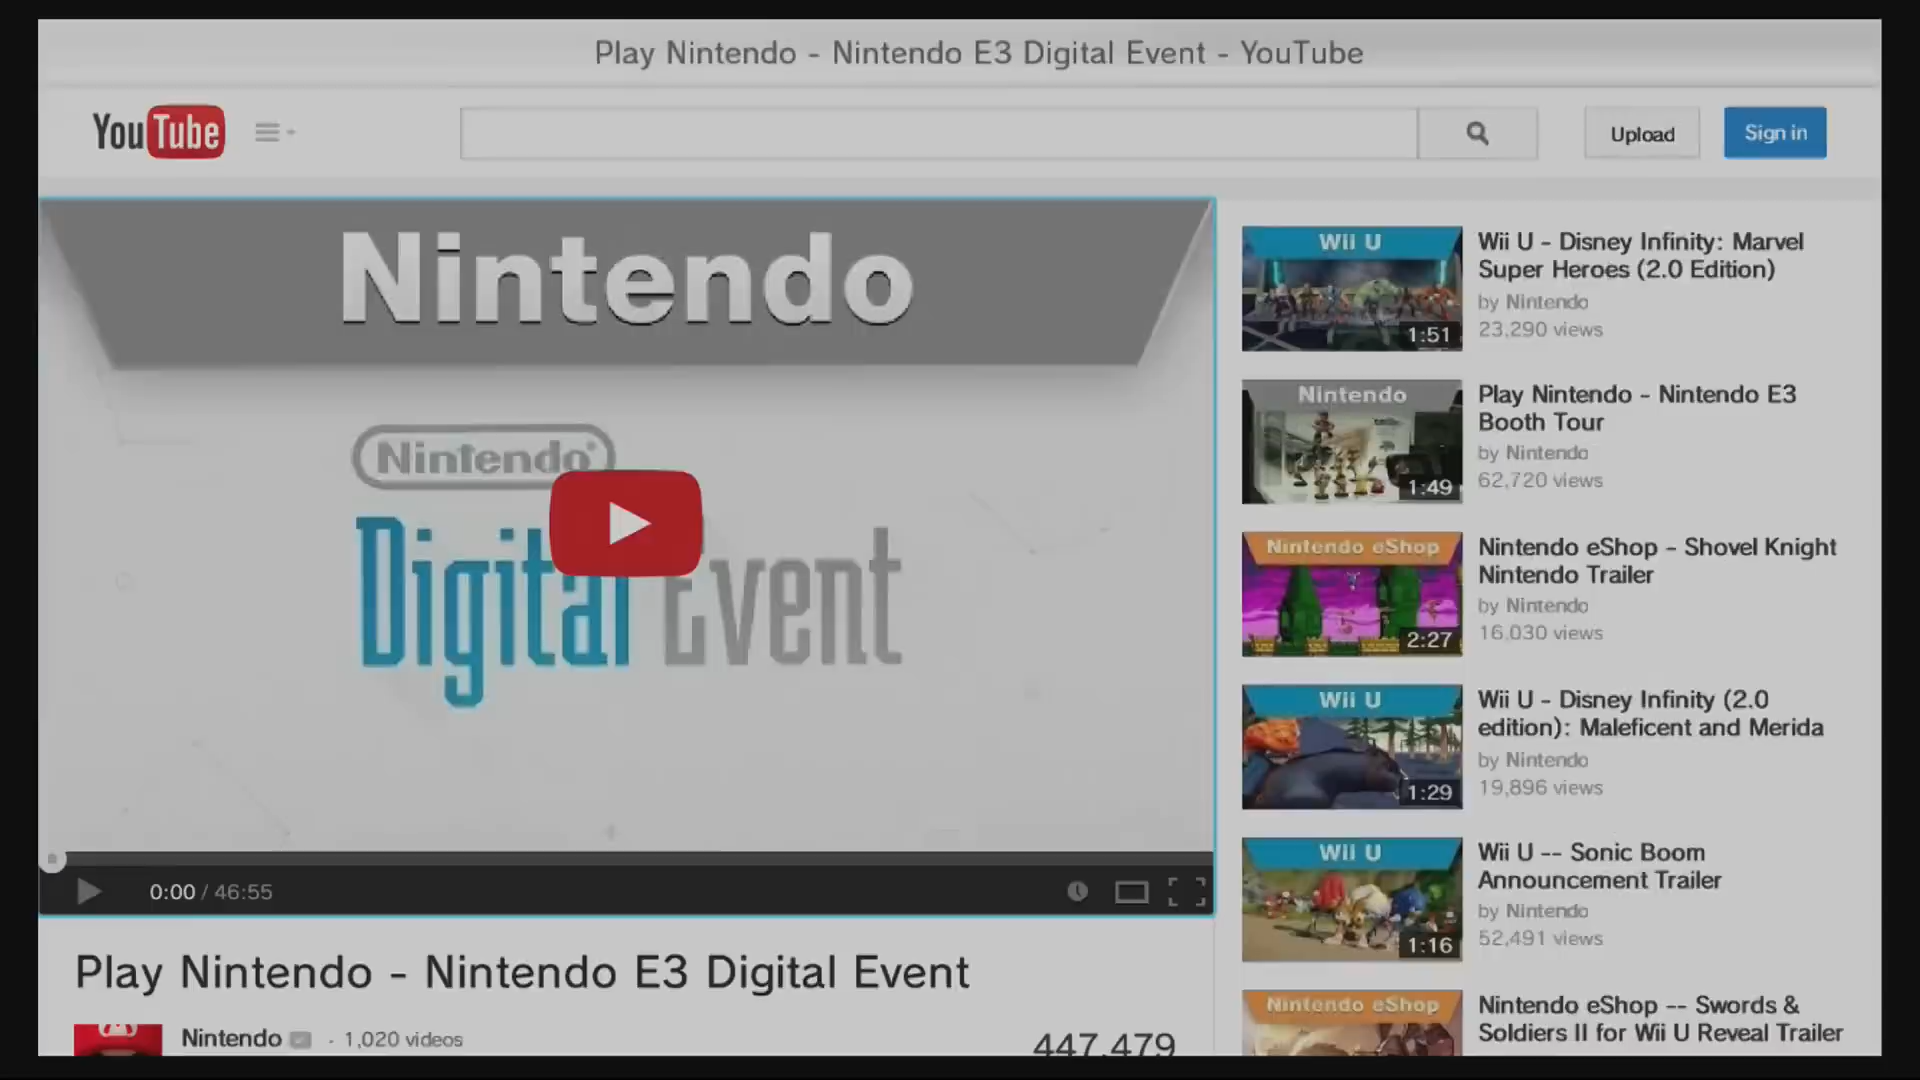 Play Nintendo - Nintendo E3 Digital Event - YouTube
YouTube
Upload
Sign in
Nintendo
Nintendo
Digital Event
0:00 / 46:55
Play Nintendo - Nintendo E3 Digital Event
Nintendo
· 1,020 videos
447,479
Wii U
1:51
Wii U - Disney Infinity: Marvel
Super Heroes (2.0 Edition)
by Nintendo
23,290 views
Nintendo
1:49
Play Nintendo - Nintendo E3
Booth Tour
by Nintendo
62,720 views
Nintendo eShop
2:27
Nintendo eShop - Shovel Knight
Nintendo Trailer
by Nintendo
16,030 views
Wii U
1:29
Wii U - Disney Infinity (2.0
edition): Maleficent and Merida
by Nintendo
19,896 views
Wii U
1:16
Wii U -- Sonic Boom
Announcement Trailer
by Nintendo
52,491 views
Nintendo eShop
Nintendo eShop -- Swords &
Soldiers II for Wii U Reveal Trailer